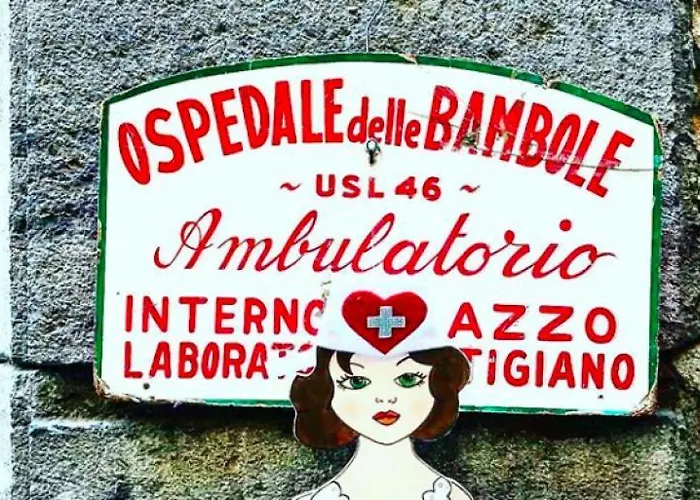 OSPEDALE delle BAMBOLE
~ USL 46 ~
Ambulatorio
INTERNO AZZO
LABORAT TIGIANO